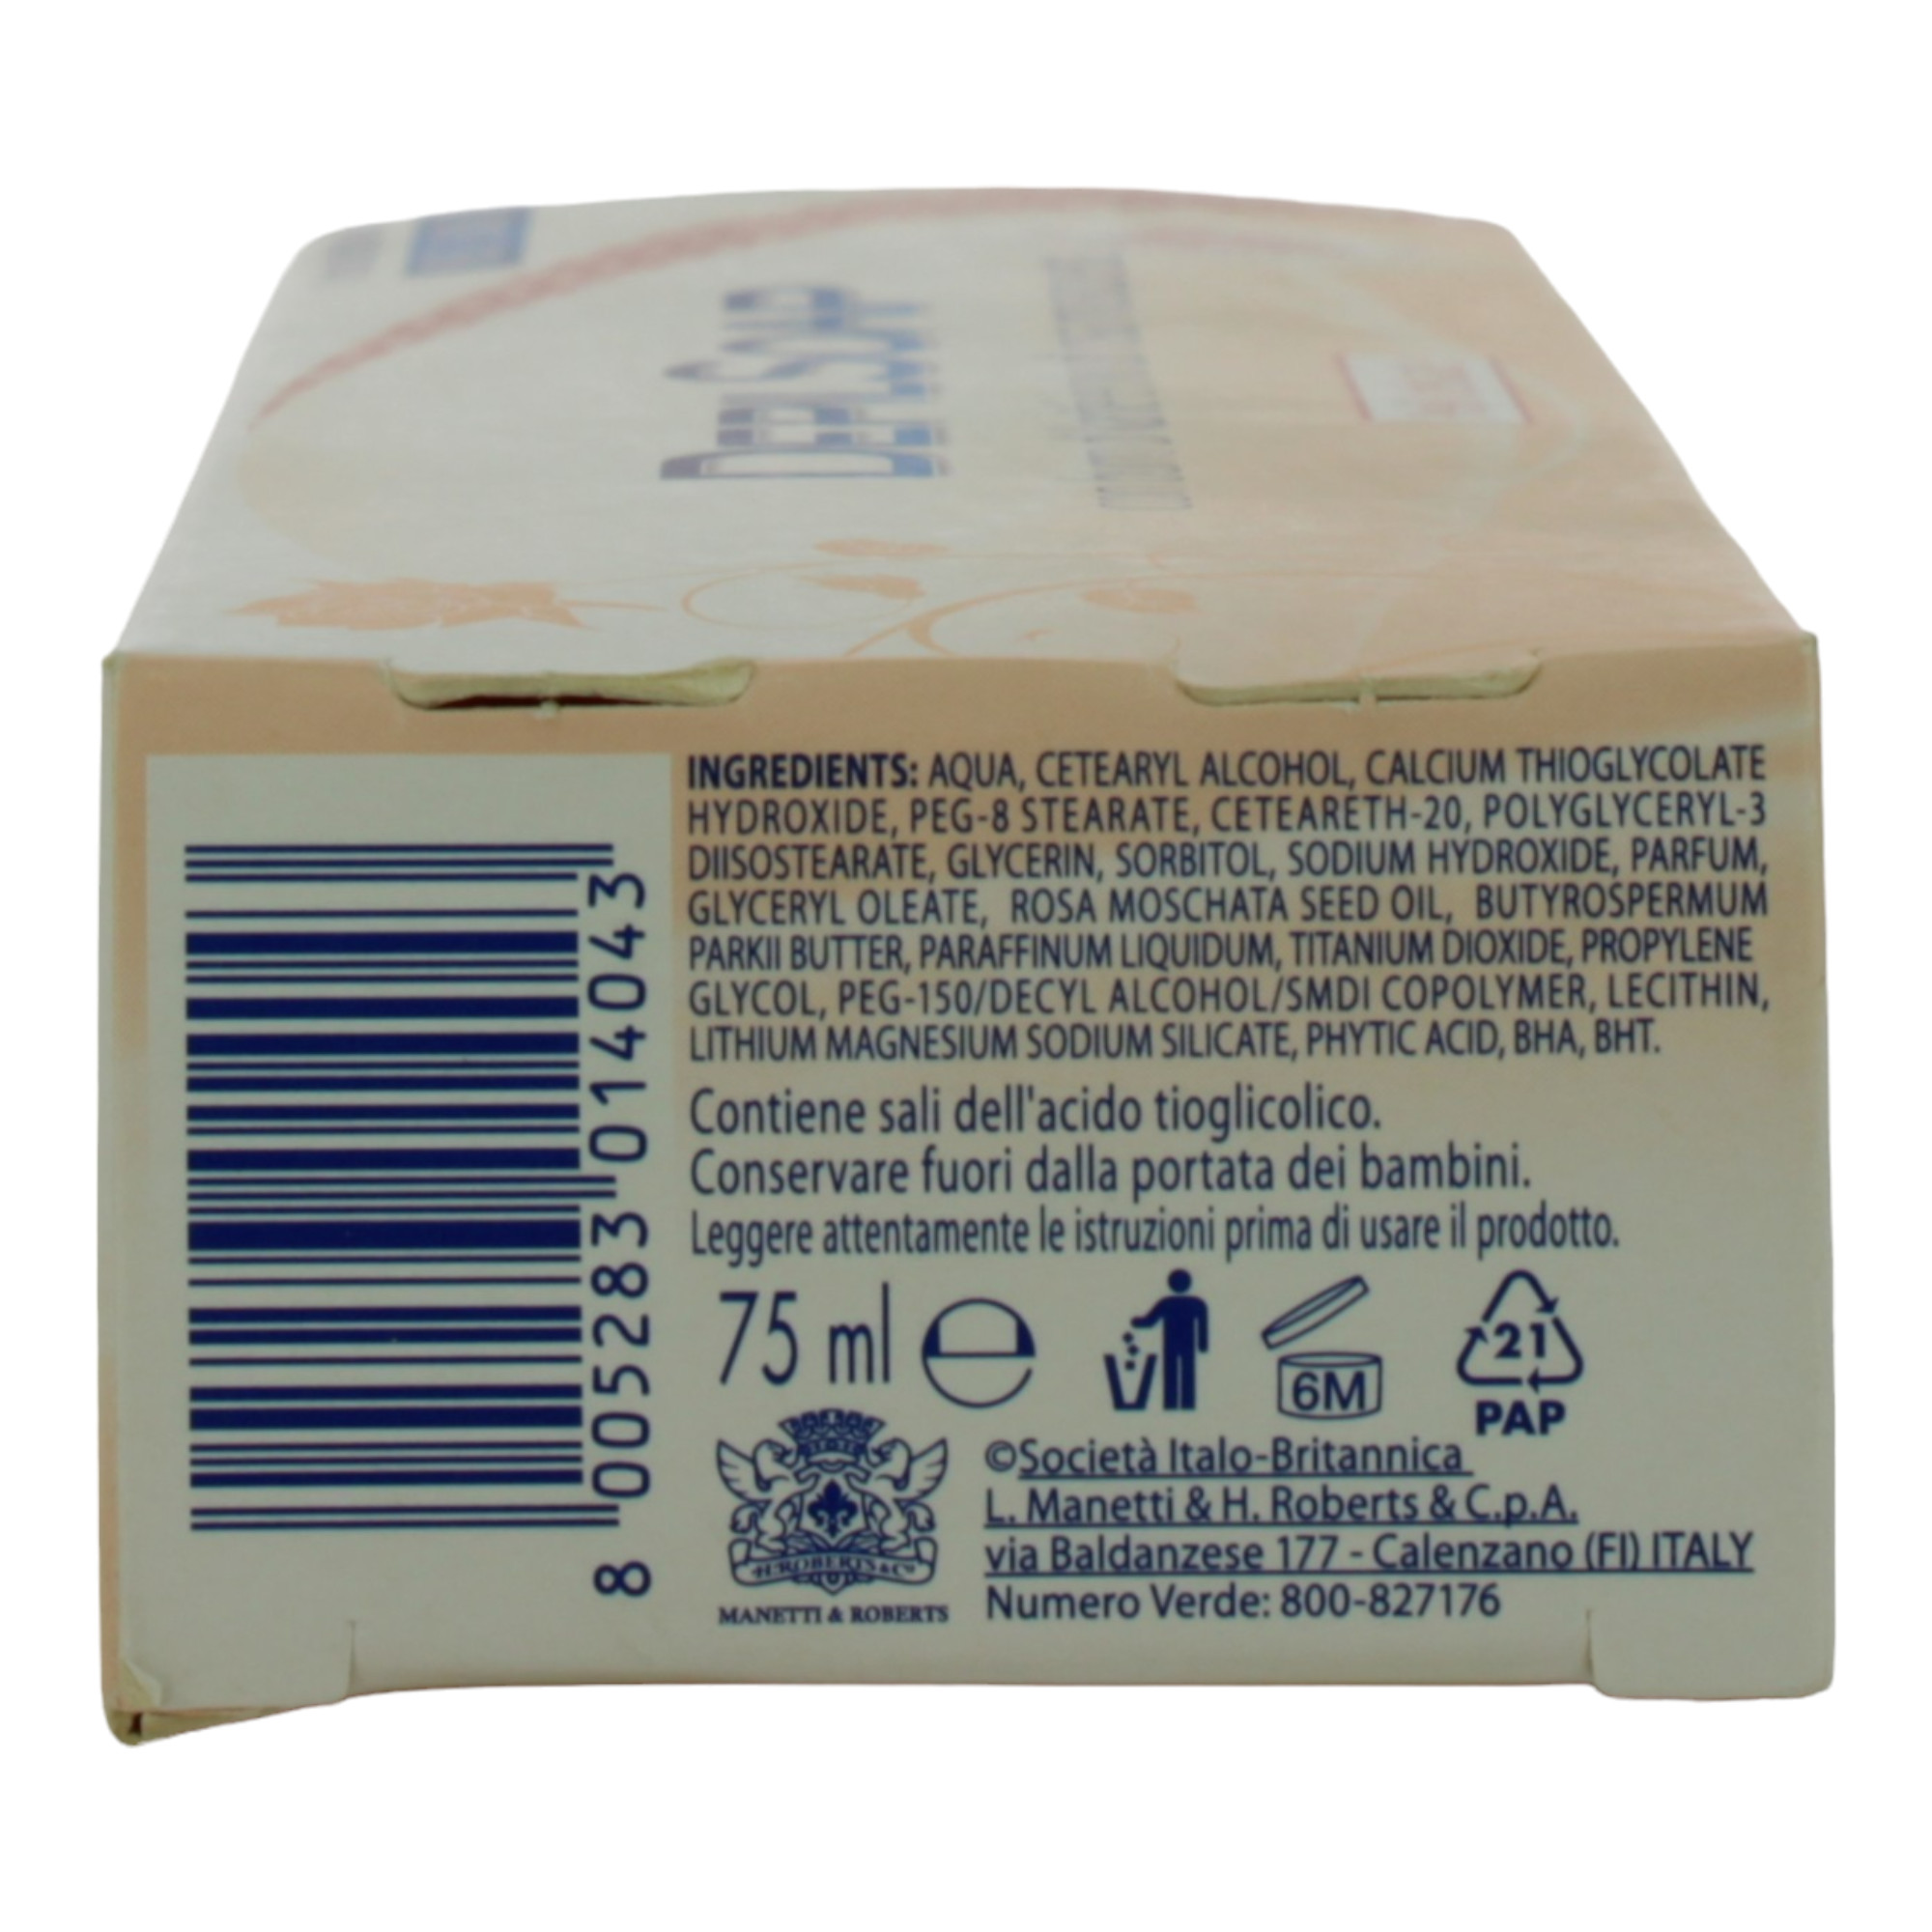 DEPILSOAP
INGREDIENTS: AQUA, CETEARYL ALCOHOL, CALCIUM THIOGLYCOLATE
HYDROXIDE, PEG-8 STEARATE, CETEARETH-20, POLYGLYCERYL-3
DIISOSTEARATE, GLYCERIN, SORBITOL, SODIUM HYDROXIDE, PARFUM,
GLYCERYL OLEATE, ROSA MOSCHATA SEED OIL, BUTYROSPERMUM
PARKII BUTTER, PARAFFINUM LIQUIDUM, TITANIUM DIOXIDE, PROPYLENE
GLYCOL, PEG-150/DECYL ALCOHOL/SMDI COPOLYMER, LECITHIN,
LITHIUM MAGNESIUM SODIUM SILICATE, PHYTIC ACID, BHA, BHT.
Contiene sali dell'acido tioglicolico.
Conservare fuori dalla portata dei bambini.
Leggere attentamente le istruzioni prima di usare il prodotto.
75 ml
6M
21
PAP
H.ROBERTS & Co
MANETTI & ROBERTS
©Società Italo-Britannica
L. Manetti & H. Roberts & C.p.A.
via Baldanzese 177 - Calenzano (FI) ITALY
Numero Verde: 800-827176
8 005283 014043